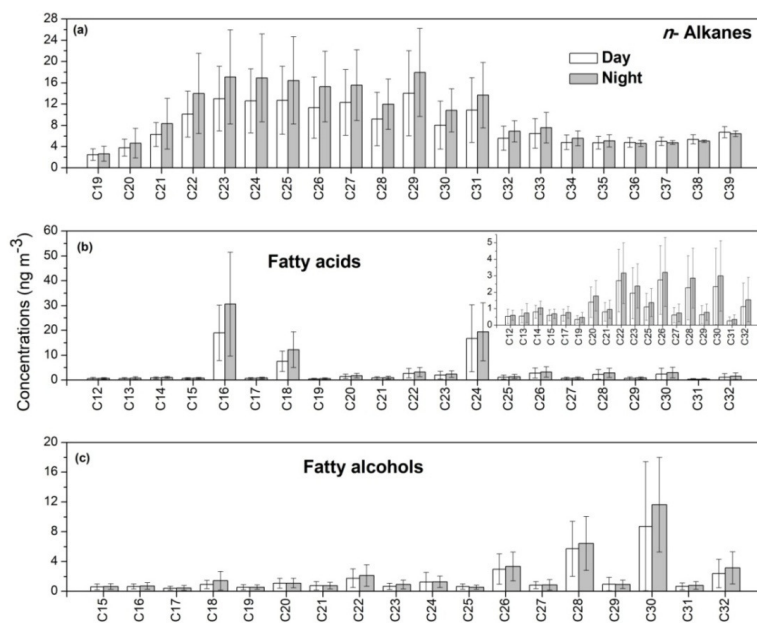 (a)
n- Alkanes
Day
Night
28
24
20
16
12
8
4
0
C19 C20 C21 C22 C23 C24 C25 C26 C27 C28 C29 C30 C31 C32 C33 C34 C35 C36 C37 C38 C39
Concentrations (ng m-3)
(b)
Fatty acids
60
50
40
30
20
10
0
5
4
3
2
1
0
C12 C13 C14 C15 C17 C19 C20 C21 C22 C23 C25 C26 C27 C28 C29 C30 C31 C32
C12 C13 C14 C15 C16 C17 C18 C19 C20 C21 C22 C23 C24 C25 C26 C27 C28 C29 C30 C31 C32
(c)
Fatty alcohols
20
16
12
8
4
0
C15 C16 C17 C18 C19 C20 C21 C22 C23 C24 C25 C26 C27 C28 C29 C30 C31 C32